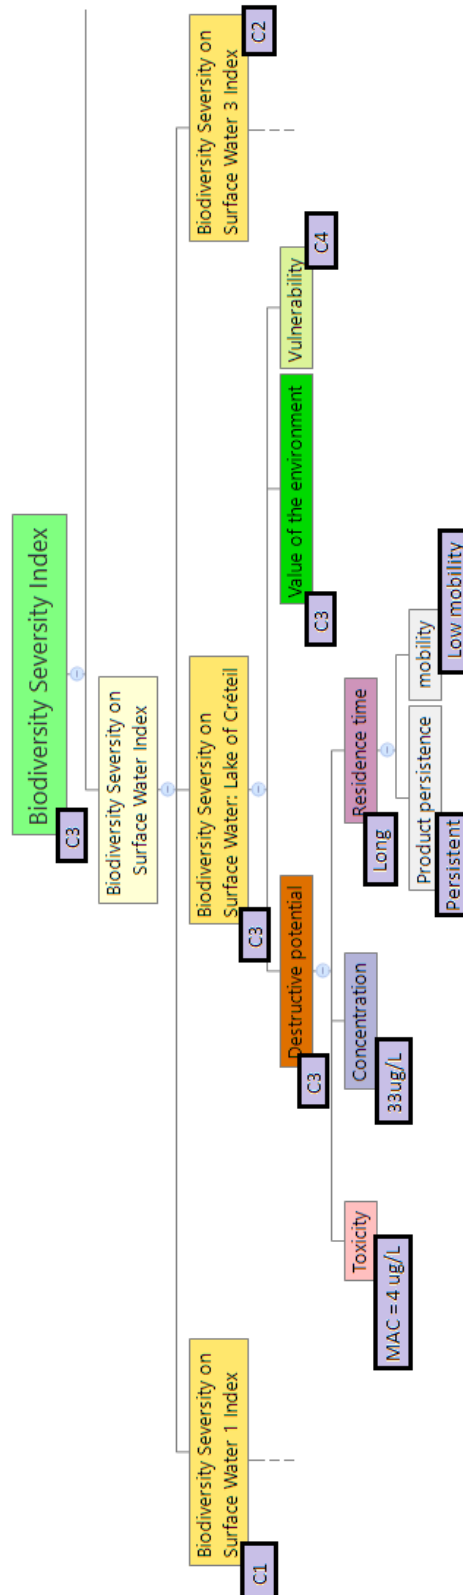 Biodiversity Seversity Index
C3
Biodiversity Severity on
Surface Water Index
Biodiversity Severity on
Surface Water 1 Index
C1
Biodiversity Severity on
Surface Water: Lake of Créteil
C3
Biodiversity Severity on
Surface Water 3 Index
C2
Destructive potential
C3
Value of the environment
C3
Vulnerability
C4
Toxicity
MAC = 4 ug/L
Concentration
33ug/L
Residence time
Long
Product persistence
Persistent
mobility
Low mobility